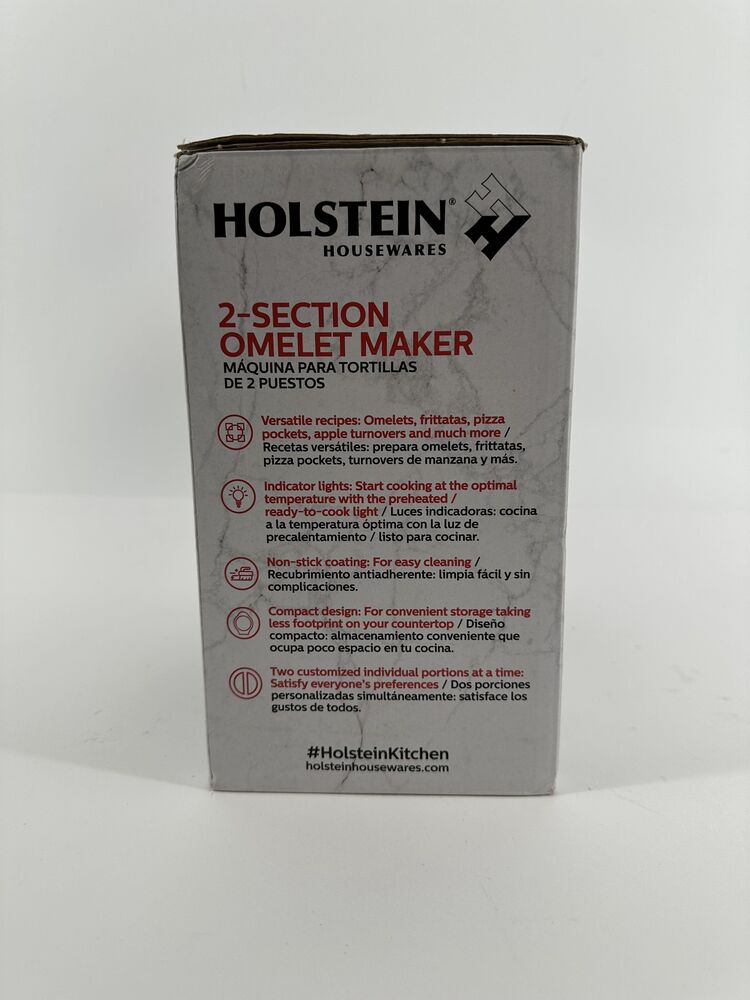 HOLSTEIN®
HOUSEWARES
2-SECTION
OMELET MAKER
MÁQUINA PARA TORTILLAS
DE 2 PUESTOS
Versatile recipes: Omelets, frittatas, pizza
pockets, apple turnovers and much more /
Recetas versátiles: prepara omelets, frittatas,
pizza pockets, turnovers de manzana y más.
Indicator lights: Start cooking at the optimal
temperature with the preheated /
ready-to-cook light / Luces indicadoras: cocina
a la temperatura óptima con la luz de
precalentamiento / listo para cocinar.
Non-stick coating: For easy cleaning /
Recubrimiento antiadherente: limpia fácil y sin
complicaciones.
Compact design: For convenient storage taking
less footprint on your countertop / Diseño
compacto: almacenamiento conveniente que
ocupa poco espacio en tu cocina.
Two customized individual portions at a time:
Satisfy everyone's preferences / Dos porciones
personalizadas simultáneamente: satisface los
gustos de todos.
#HolsteinKitchen
holsteinhousewares.com